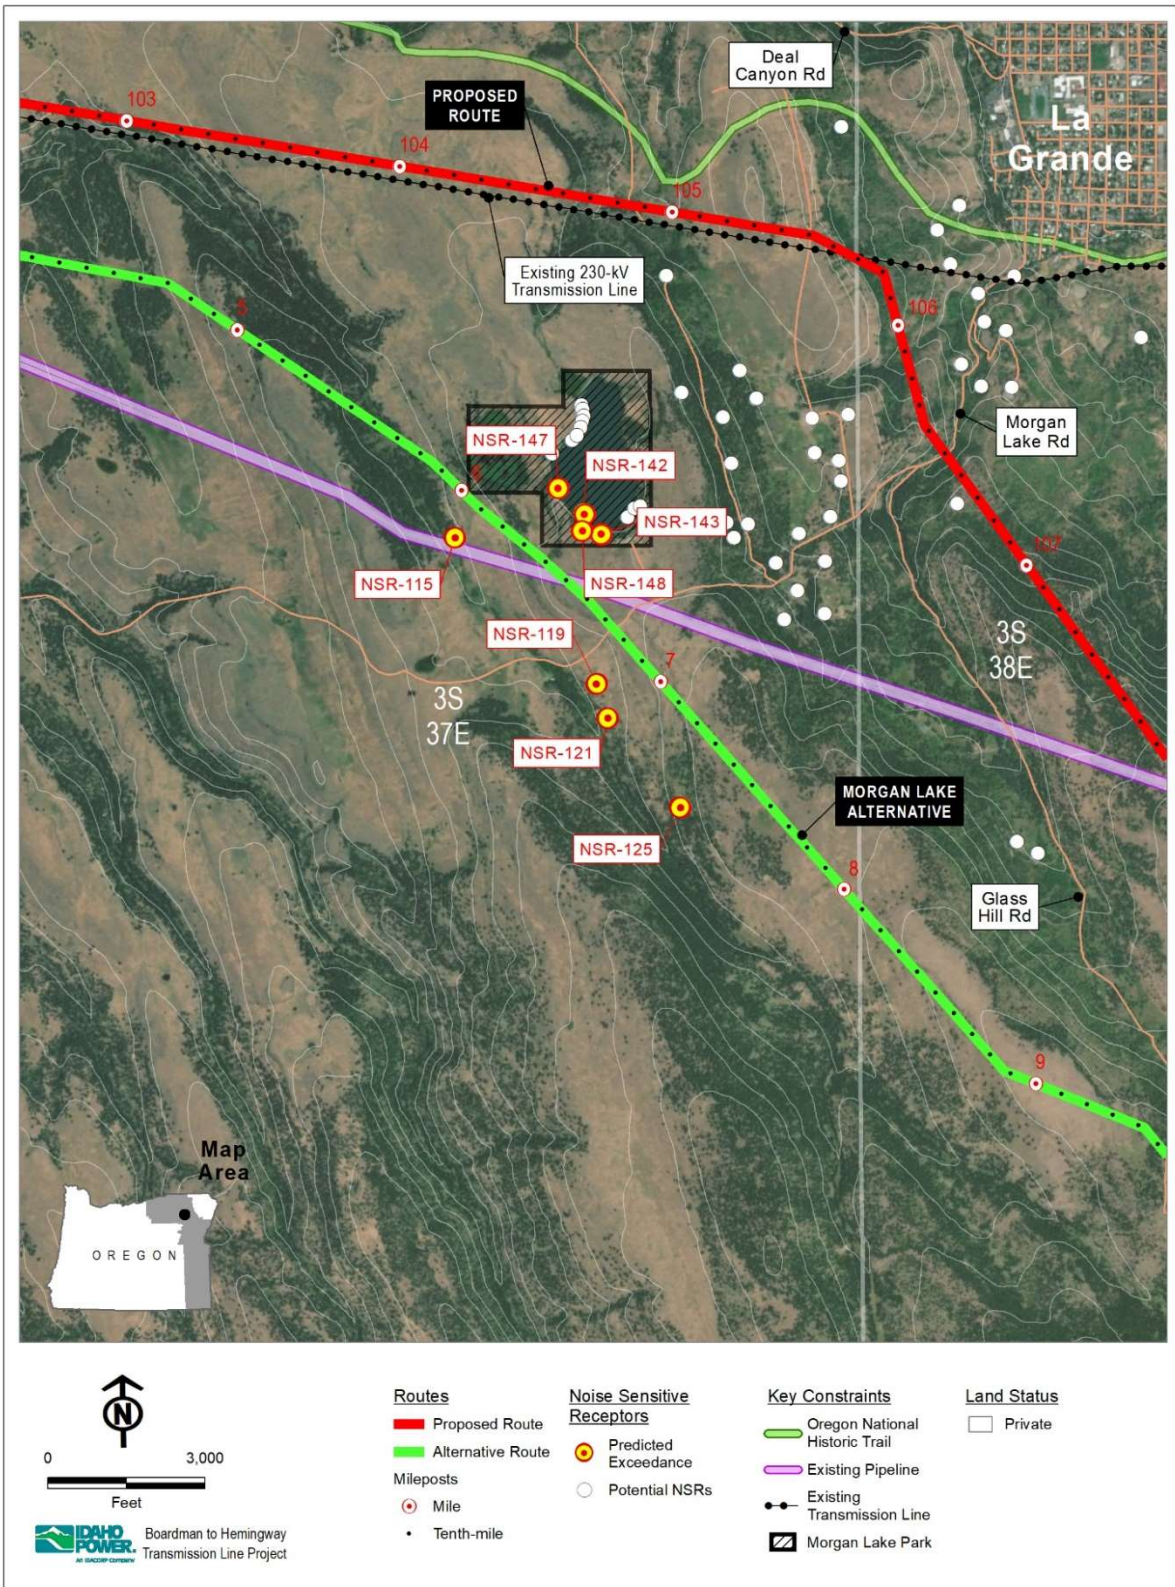 Deal
Canyon Rd
La
Grande
103
PROPOSED
ROUTE
104
105
Existing 230-kV
Transmission Line
5
106
Morgan
Lake Rd
NSR-147
NSR-142
6
NSR-143
NSR-115
NSR-148
107
NSR-119
3S
38E
7
3S
37E
NSR-121
MORGAN LAKE
ALTERNATIVE
NSR-125
8
Glass
Hill Rd
9
Map
Area
OREGON
N
0 3,000
Feet
IDAHO
POWER.
An IDACORP Company
Boardman to Hemingway
Transmission Line Project
Routes
Proposed Route
Alternative Route
Mileposts
Mile
Tenth-mile
Noise Sensitive
Receptors
Predicted
Exceedance
Potential NSRs
Key Constraints
Oregon National
Historic Trail
Existing Pipeline
Existing
Transmission Line
Morgan Lake Park
Land Status
Private